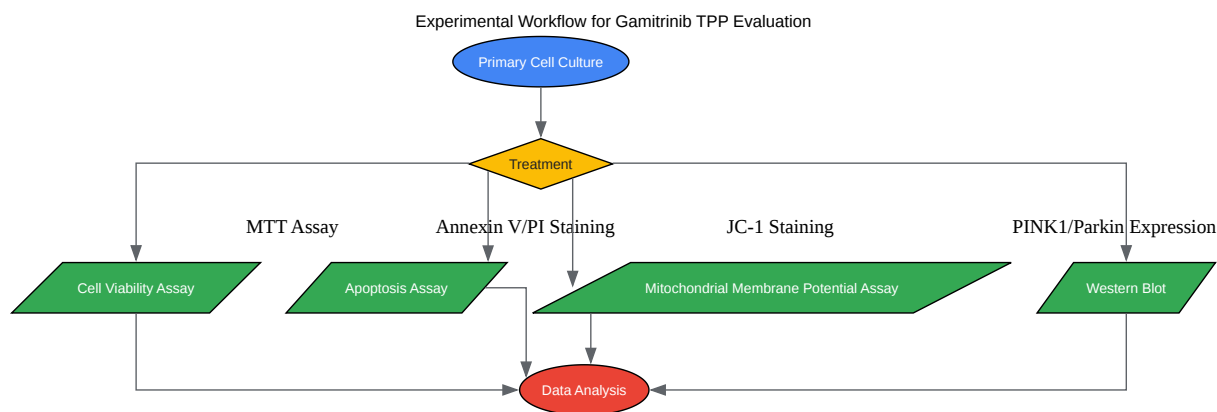 Experimental Workflow for Gamitrinib TPP Evaluation
Primary Cell Culture
Treatment
MTT Assay
Annexin V/PI Staining
JC-1 Staining
PINK1/Parkin Expression
Cell Viability Assay
Apoptosis Assay
Mitochondrial Membrane Potential Assay
Western Blot
Data Analysis